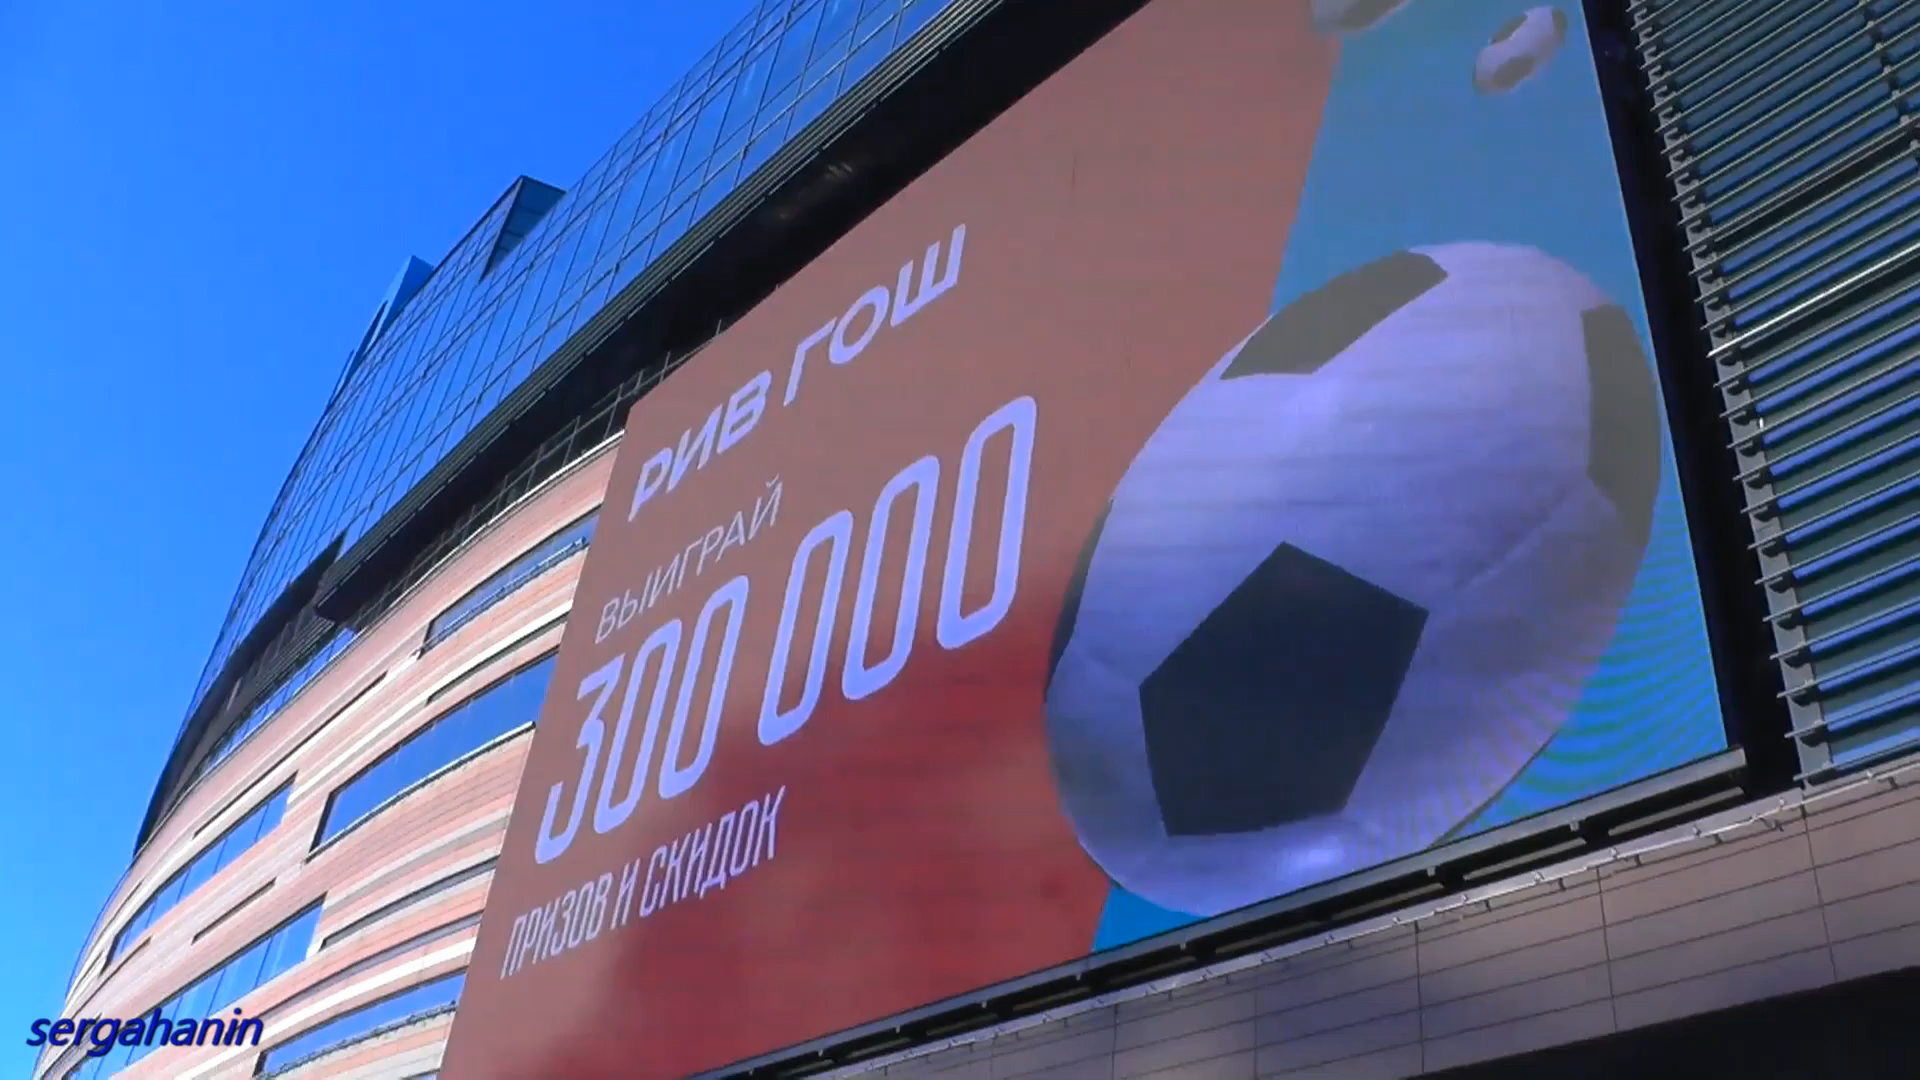 РИВ ГОШ
ВЫИГРАЙ
300 000
ПРИЗОВ И СКИДОК
sergahanin